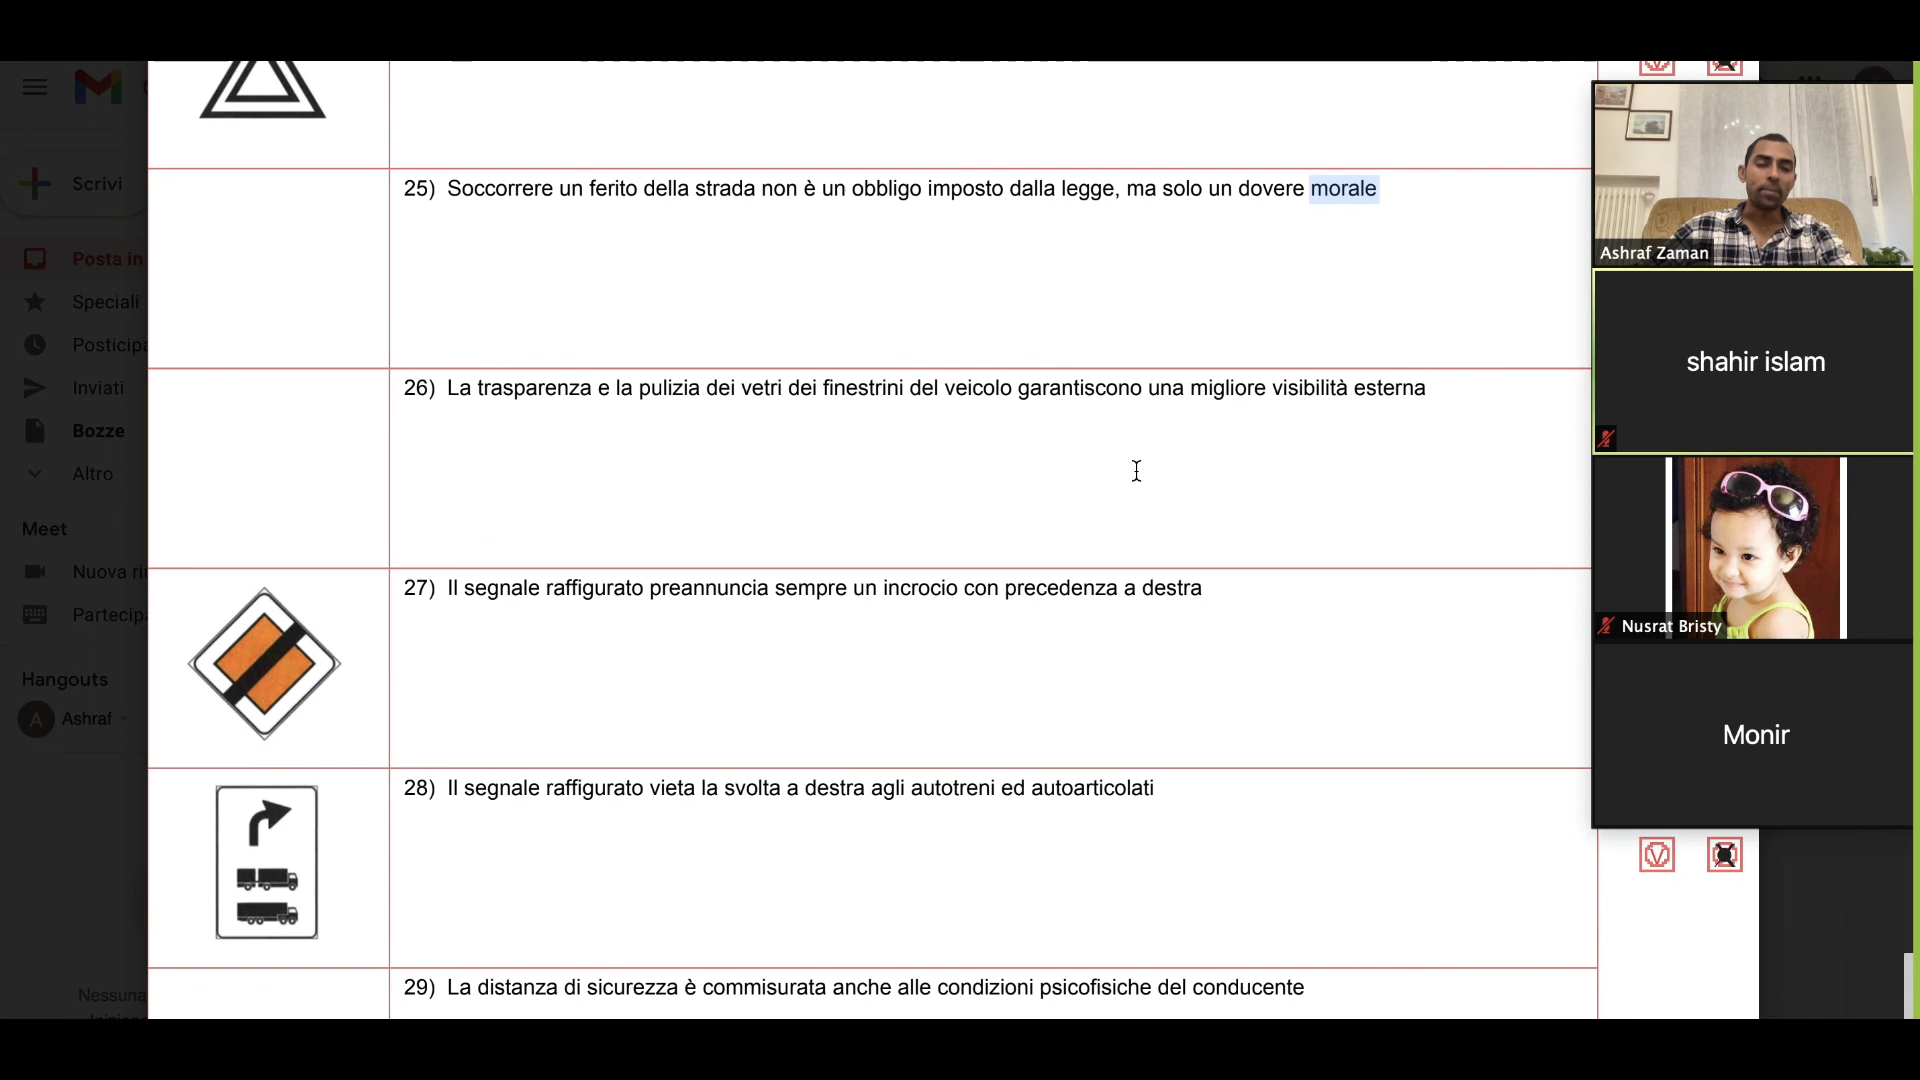 25) Soccorrere un ferito della strada non è un obbligo imposto dalla legge, ma solo un dovere morale
26) La trasparenza e la pulizia dei vetri dei finestrini del veicolo garantiscono una migliore visibilità esterna
27) Il segnale raffigurato preannuncia sempre un incrocio con precedenza a destra
28) Il segnale raffigurato vieta la svolta a destra agli autotreni ed autoarticolati
V
29) La distanza di sicurezza è commisurata anche alle condizioni psicofisiche del conducente
Scrivi
Posta in
Speciali
Posticipa
Inviati
Bozze
Altro
Meet
Nuova ri
Partecip
Hangouts
A Ashraf
Nessuna
Ashraf Zaman
shahir islam
Nusrat Bristy
Monir